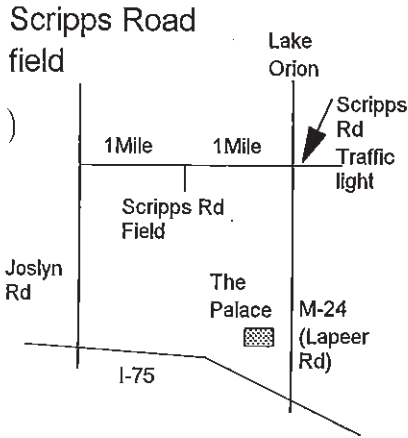 Scripps Road
field
)
Lake
Orion
Scripps
Rd
Traffic
light
1Mile
1Mile
Scripps Rd
Field
Joslyn
Rd
The
Palace
M-24
(Lapeer
Rd)
I-75